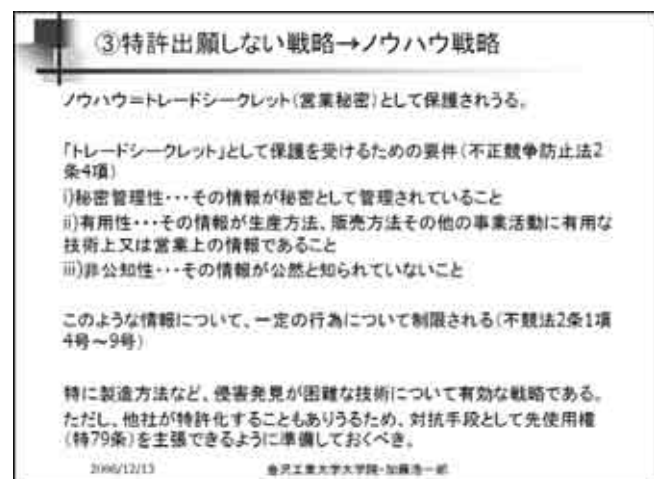 ③特許出願しない戦略→ノウハウ戦略
ノウハウ=トレードシークレット(営業秘密)として保護されうる。
「トレードシークレット」として保護を受けるための要件(不正競争防止法2
条4項)
i)秘密管理性・・・その情報が秘密として管理されていること
ii)有用性・・・その情報が生産方法、販売方法その他の事業活動に有用な
技術上又は営業上の情報であること
iii)非公知性・・・その情報が公然と知られていないこと
このような情報について、一定の行為について制限される(不競法2条1項
4号~9号)
特に製造方法など、侵害発見が困難な技術について有効な戦略である。
ただし、他社が特許化することもありうるため、対抗手段として先使用権
(特79条)を主張できるように準備しておくべき。
2006/12/13
金沢工業大学大学院・加藤浩一郎